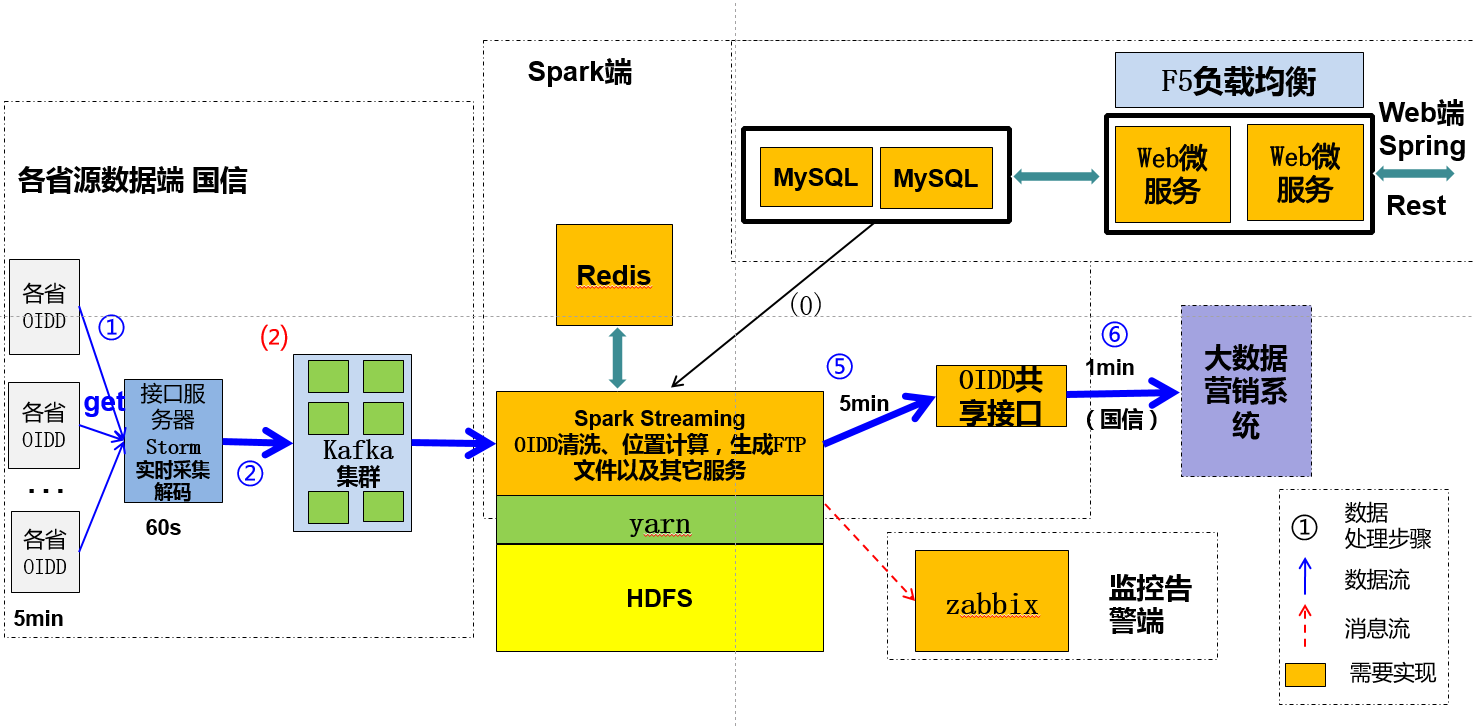 Spark端
F5负载均衡
Web端
Spring
Rest
MySQL
MySQL
Web微
服务
Web微
服务
各省源数据端 国信
Redis
(0)
各省
OIDD
①
(2)
各省
OIDD
get
...
各省
OIDD
5min
接口服
务器
Storm
实时采集
解码
60s
②
Kafka
集群
Spark Streaming
OIDD清洗、位置计算，生成FTP
文件以及其它服务
yarn
HDFS
⑤
5min
OIDD共
享接口
⑥
1min
（国信）
大数据
营销系
统
zabbix
监控告
警端
①
数据
处理步骤
数据流
消息流
需要实现